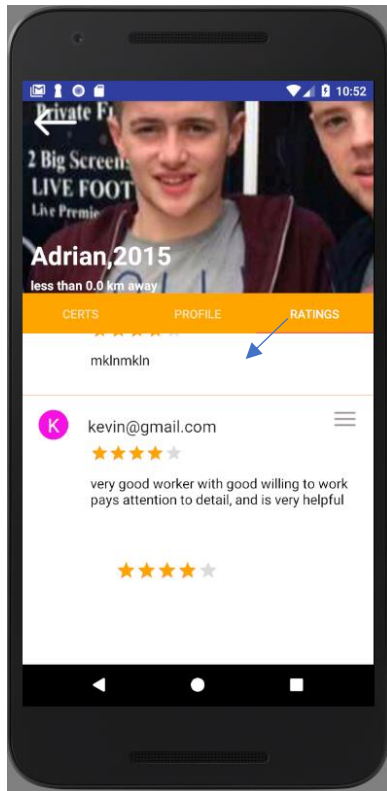 10:52
Private Fu
2 Big Screen
LIVE FOOT
Live Premie
Adrian,2015
less than 0.0 km away
CERTS PROFILE RATINGS
mklnmkln
K kevin@gmail.com
very good worker with good willing to work
pays attention to detail, and is very helpful